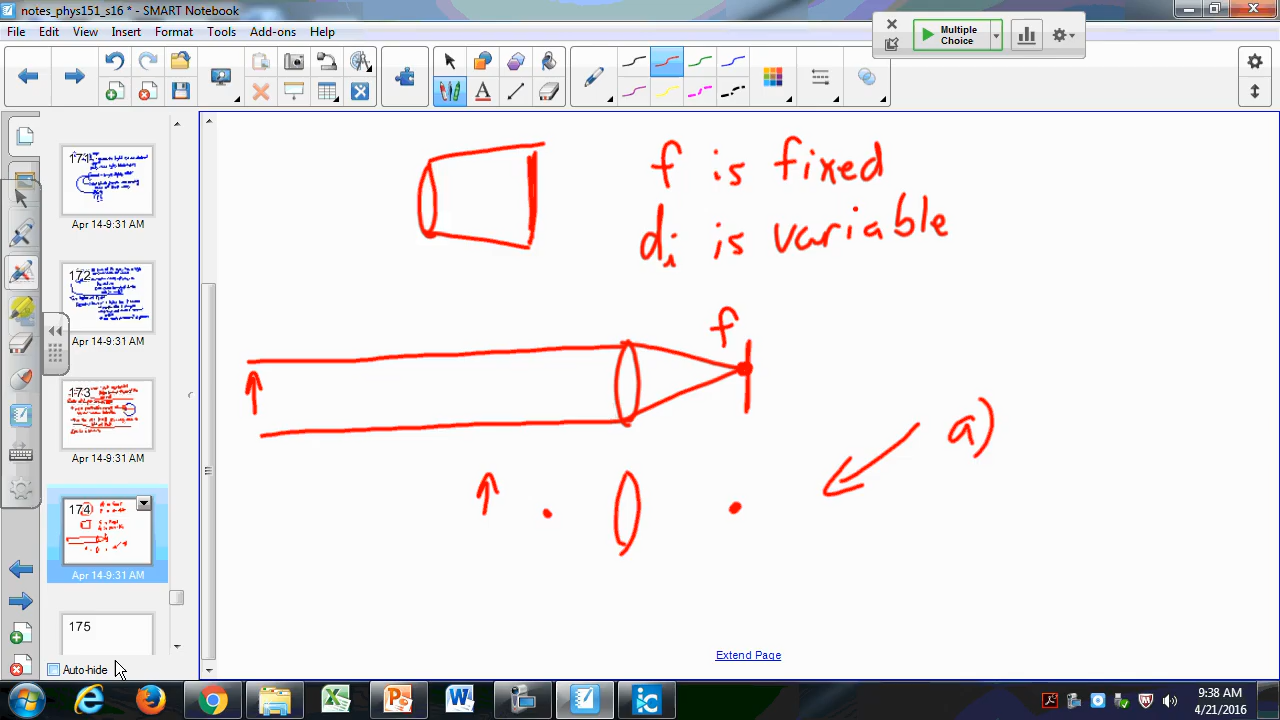 notes_phys151_s16 * - SMART Notebook
File Edit View Insert Format Tools Add-ons Help
Multiple Choice
171
Apr 14-9:31 AM
172
Apr 14-9:31 AM
173
Apr 14-9:31 AM
174
Apr 14-9:31 AM
175
Auto-hide
f is fixed
di is variable
f
a)
Extend Page
9:38 AM
4/21/2016